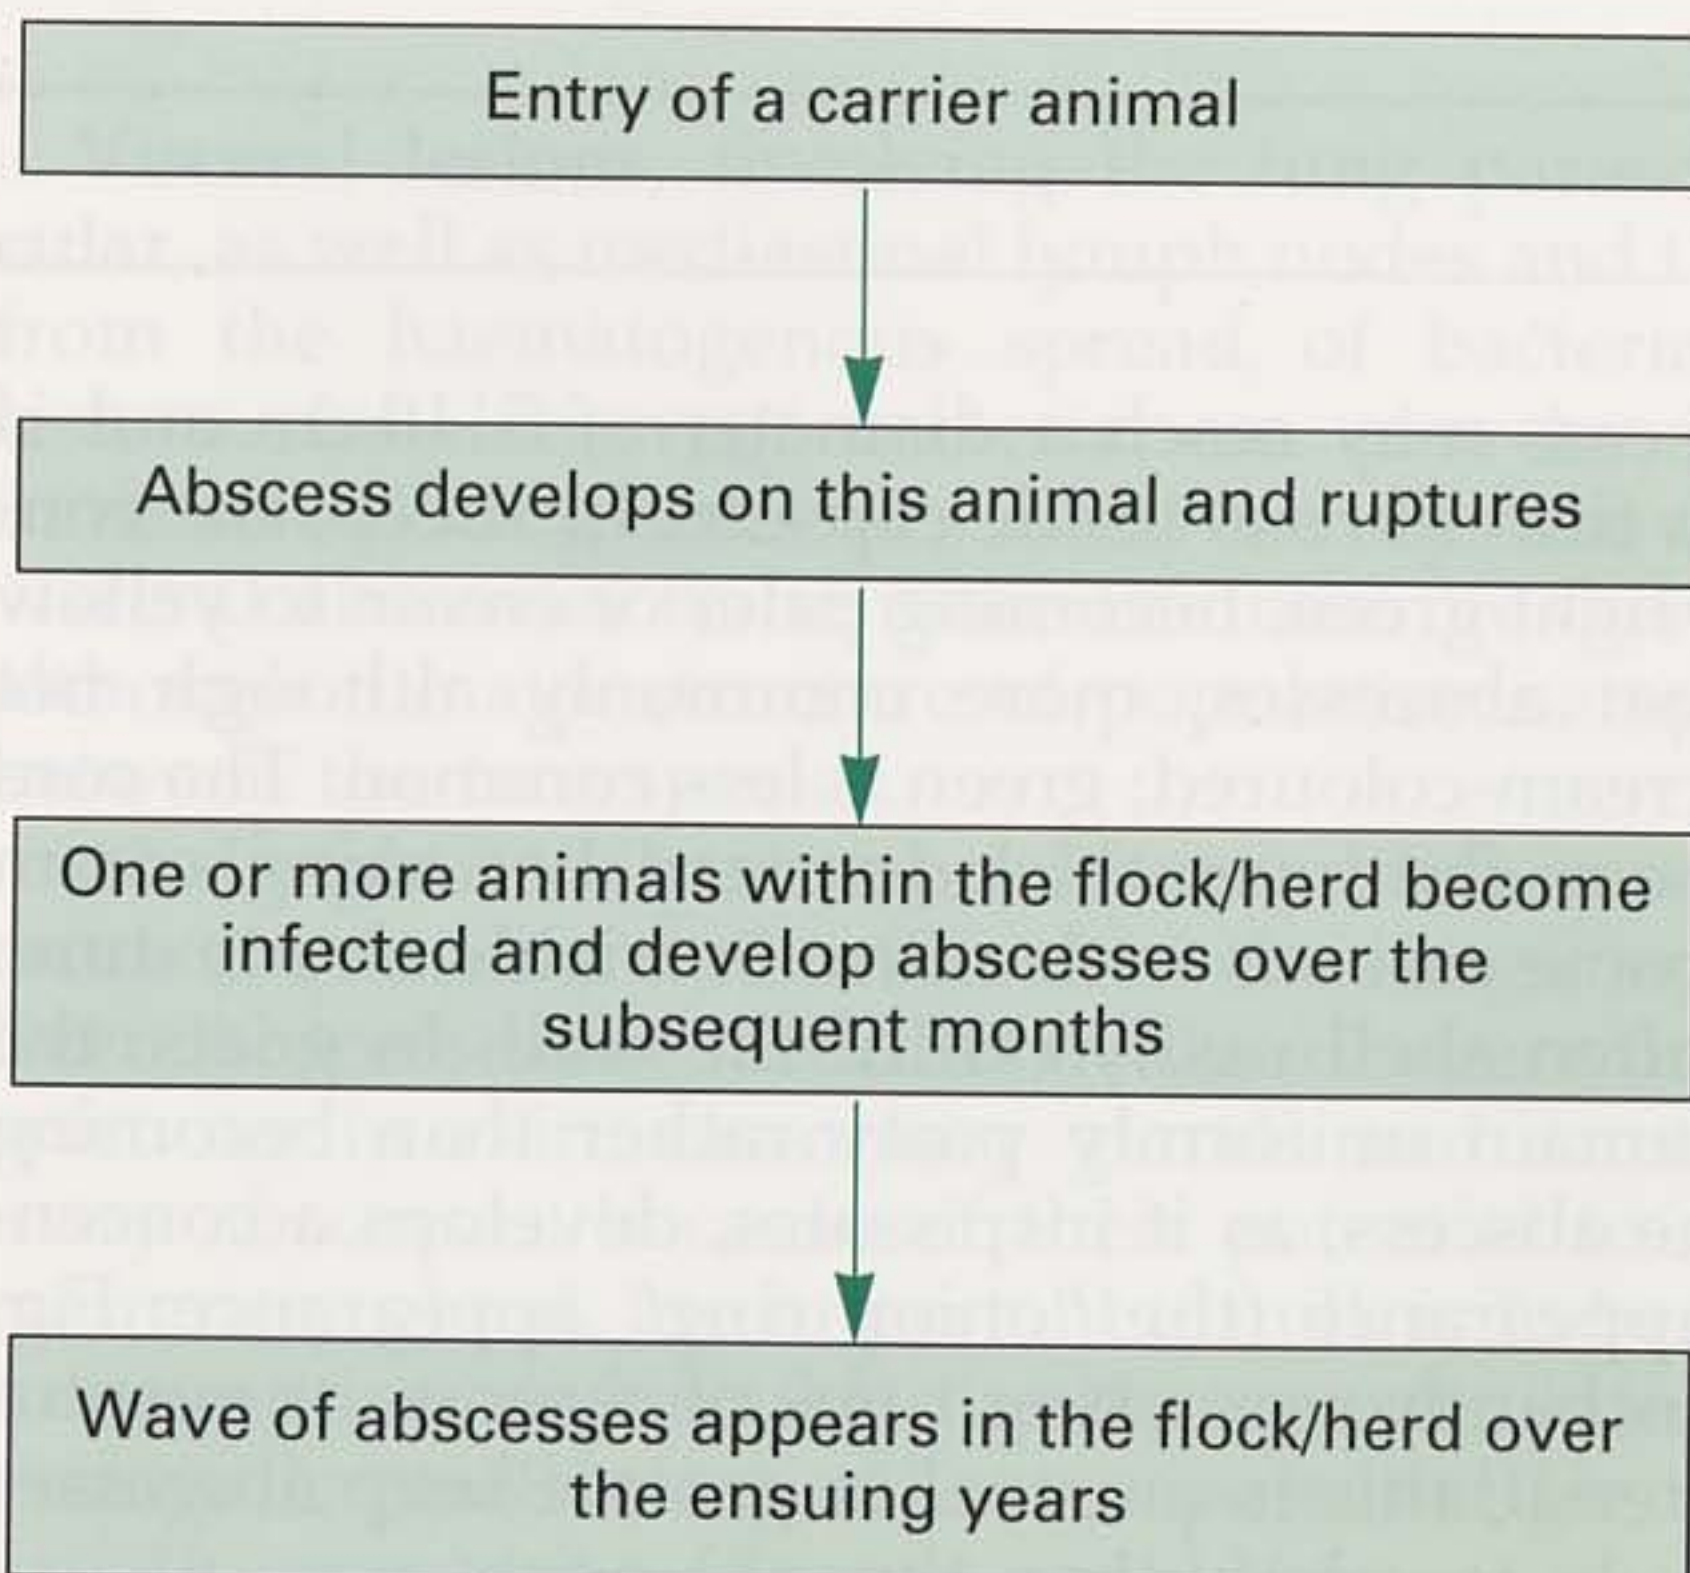 Entry of a carrier animal
Abscess develops on this animal and ruptures
One or more animals within the flock/herd become
infected and develop abscesses over the
subsequent months
Wave of abscesses appears in the flock/herd over
the ensuing years